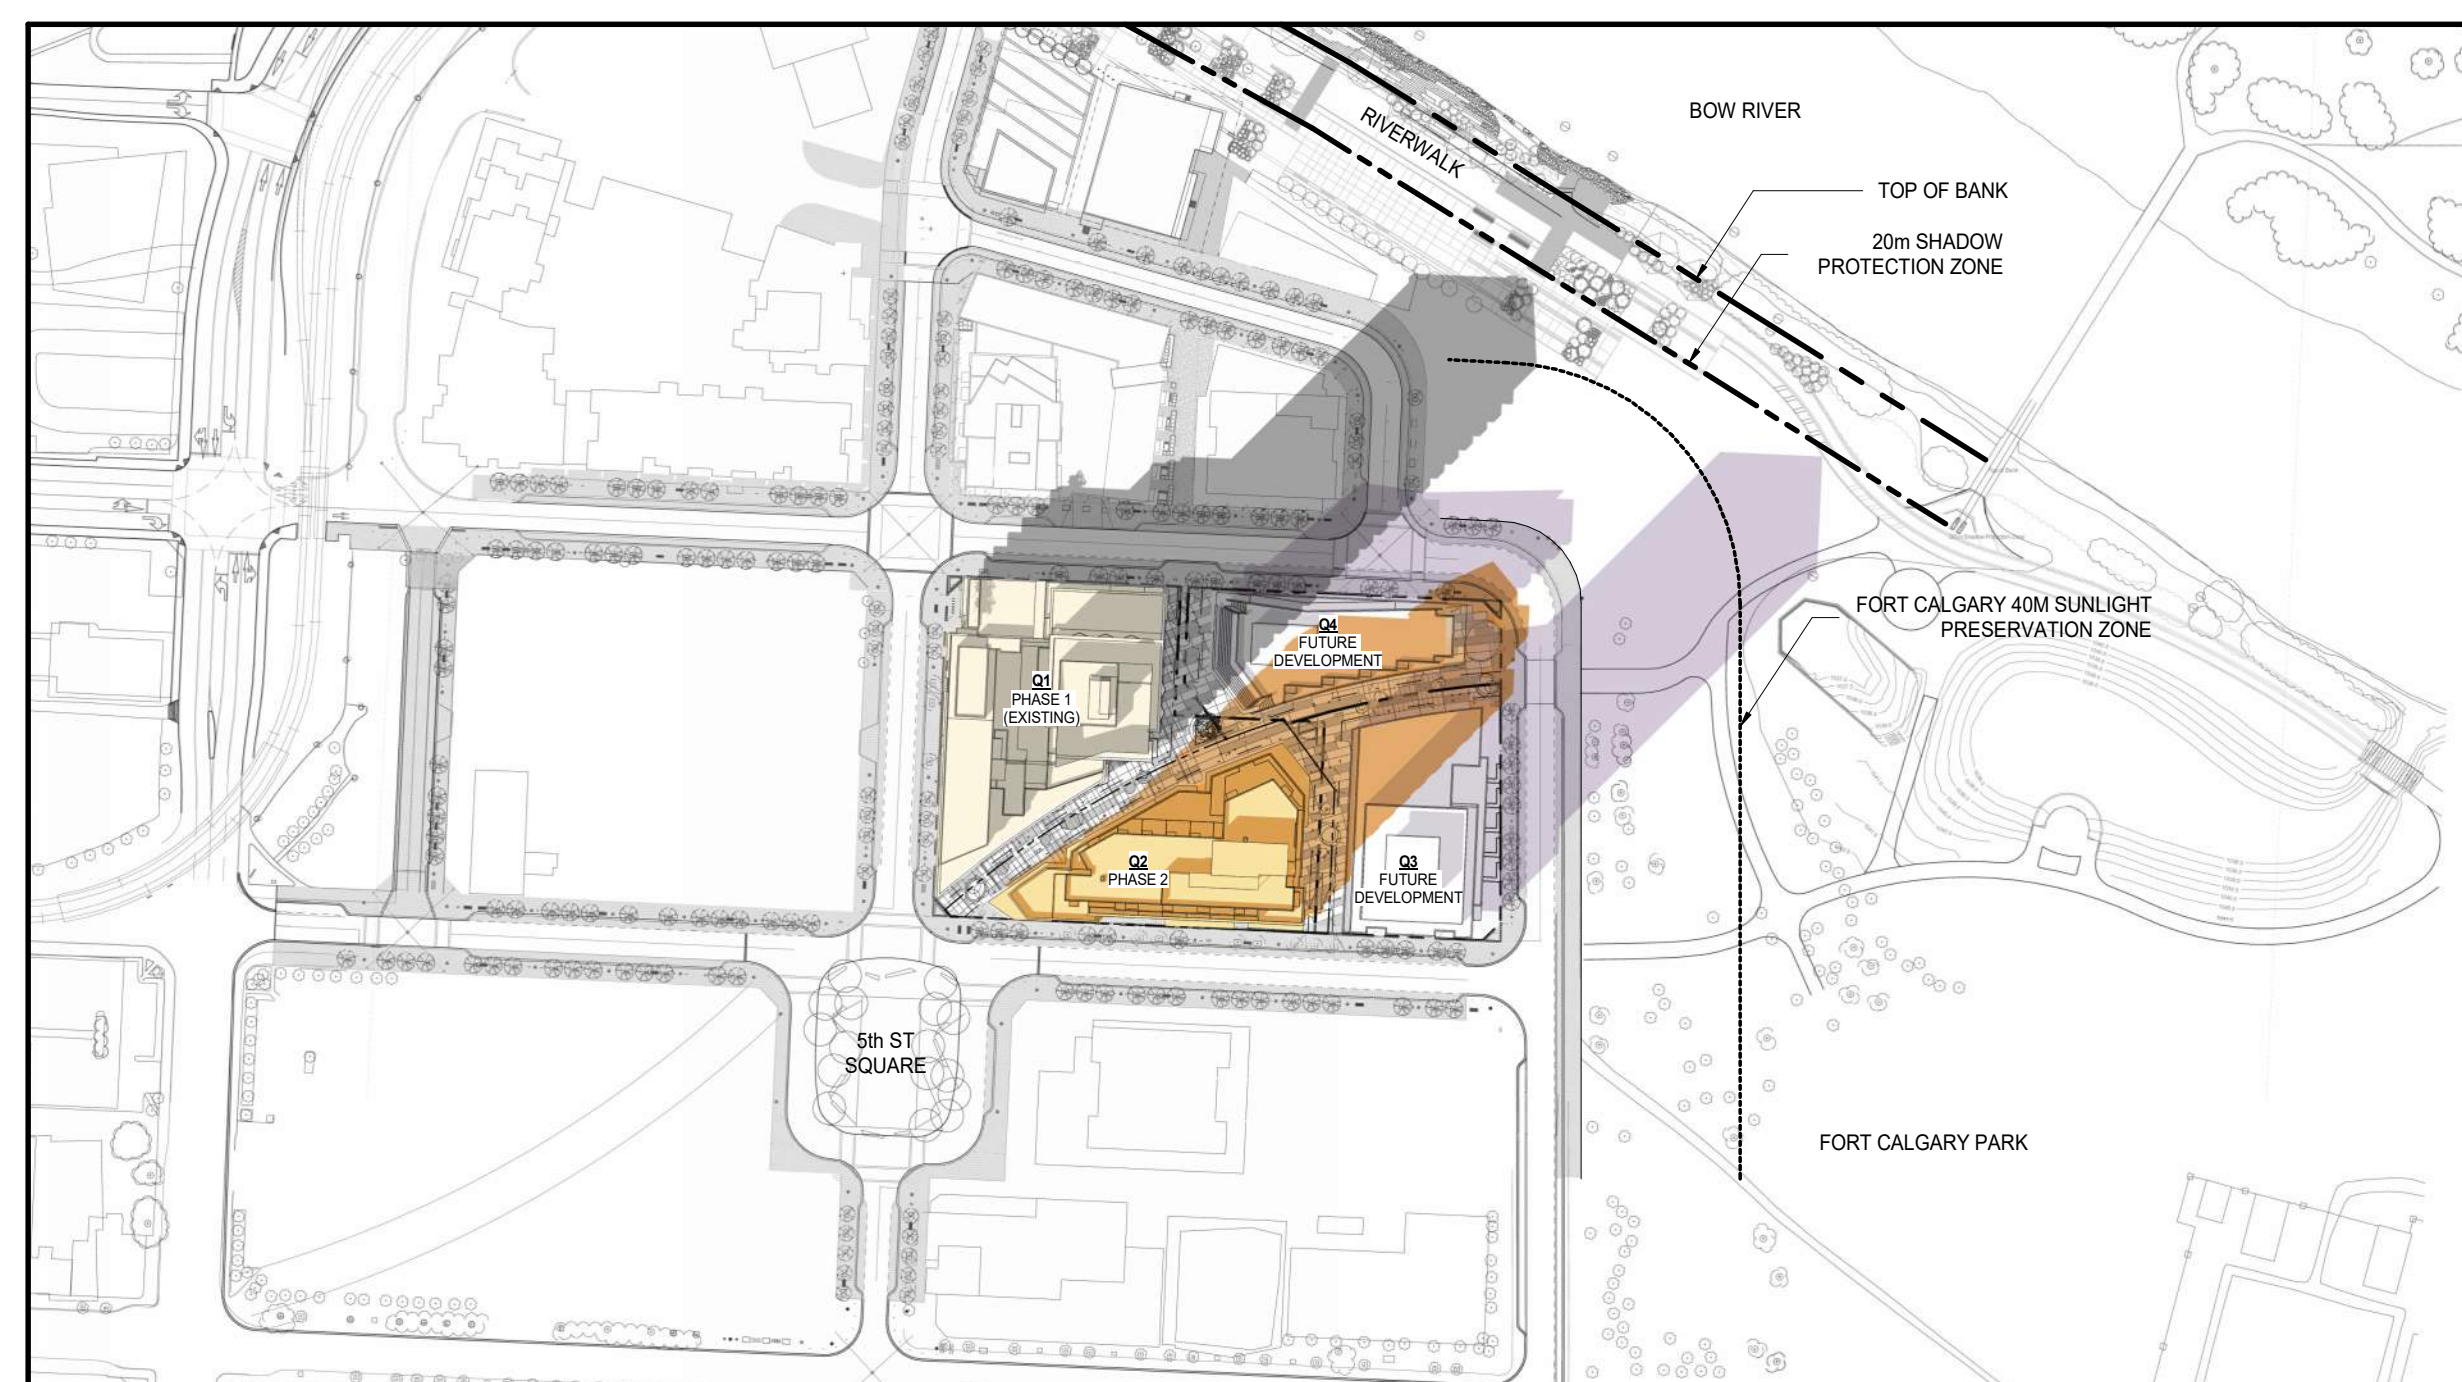 BOW RIVER
RIVERWALK
TOP OF BANK
20m SHADOW
PROTECTION ZONE
FORT CALGARY 40M SUNLIGHT
PRESERVATION ZONE
Q4
FUTURE
DEVELOPMENT
Q1
PHASE 1
(EXISTING)
Q2
PHASE 2
Q3
FUTURE
DEVELOPMENT
5th ST
SQUARE
FORT CALGARY PARK